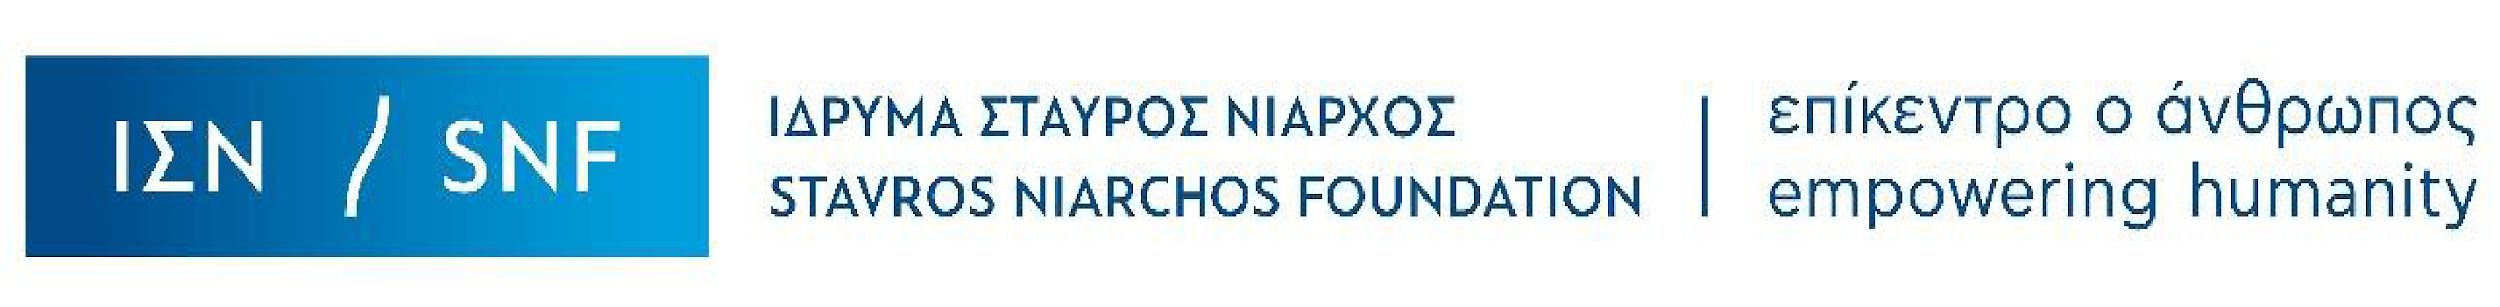 ΙΣΝ / SNF
ΙΔΡΥΜΑ ΣΤΑΥΡΟΣ ΝΙΑΡΧΟΣ
STAVROS NIARCHOS FOUNDATION
επίκεντρο ο άνθρωπος
empowering humanity